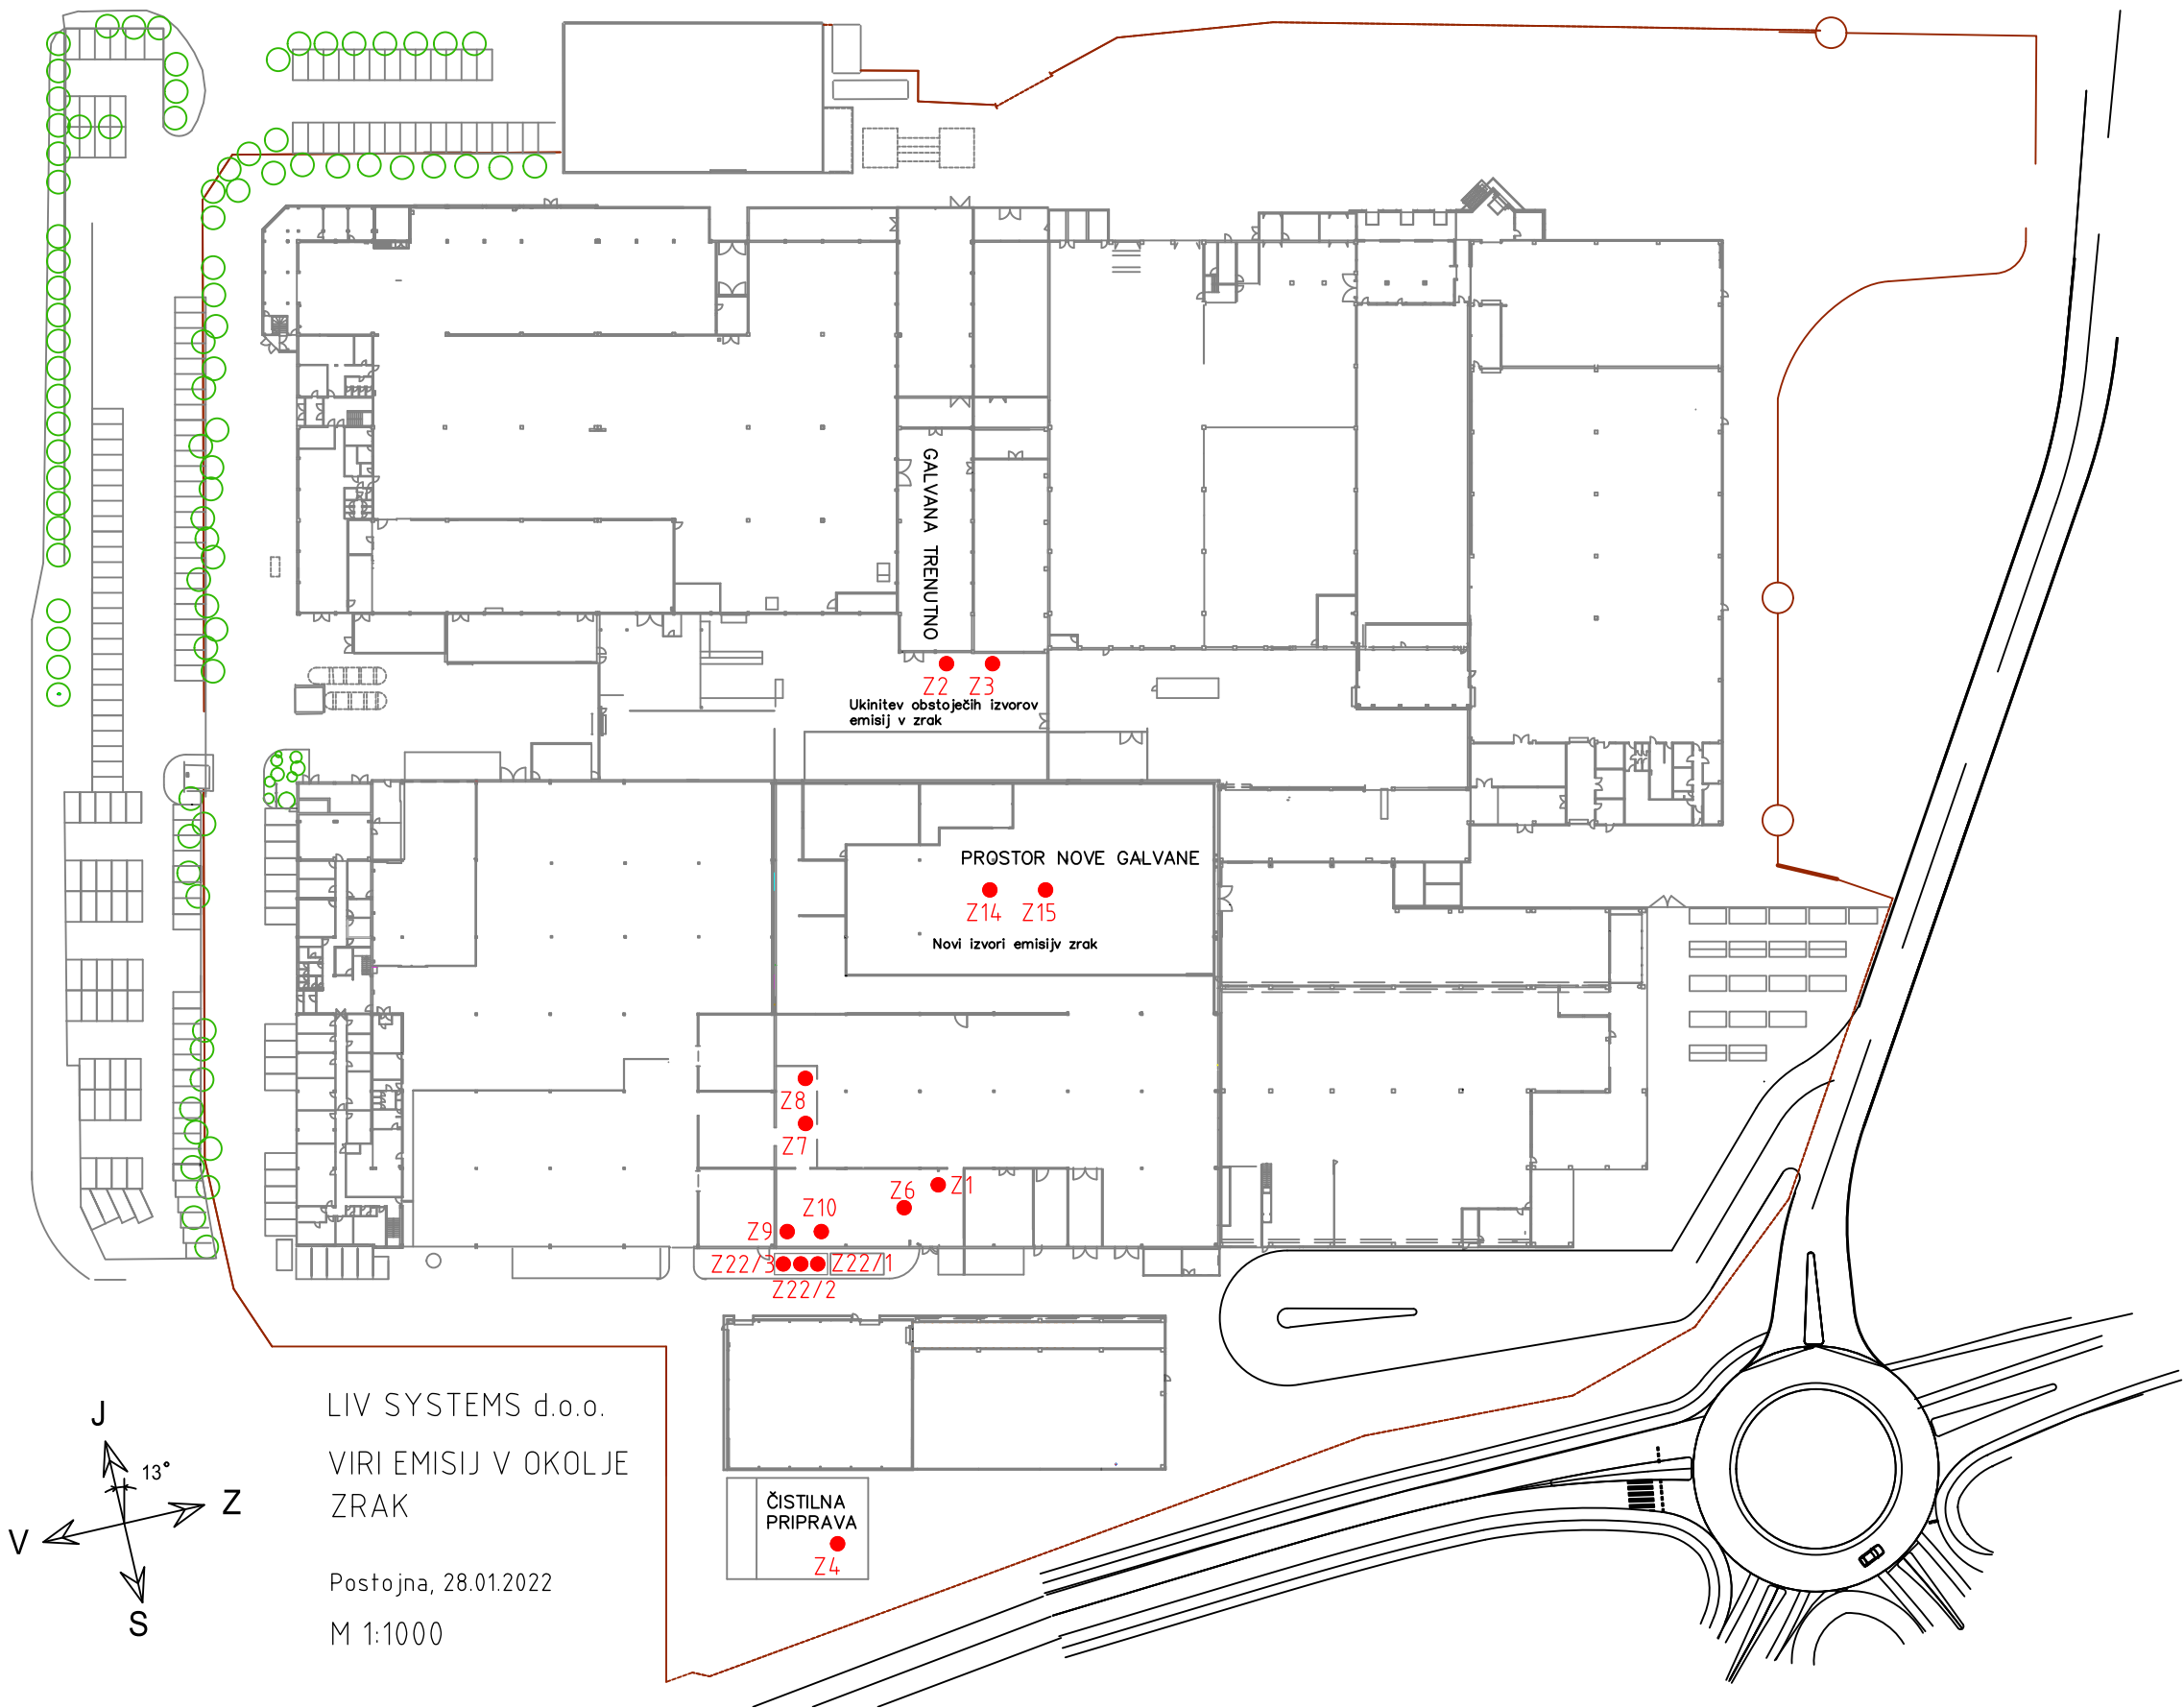 GALVANA TRENUTNO
Z2
Z3
Ukinitev obstoječih izvorov
emisij v zrak
PROSTOR NOVE GALVANE
Z14
Z15
Novi izvori emisijv zrak
Z8
Z7
Z1
Z6
Z10
Z9
Z22/3
Z22/1
Z22/2
ČISTILNA
PRIPRAVA
Z4
J
13°
Z
V
S
LIV SYSTEMS d.o.o.
VIRI EMISIJ V OKOLJE
ZRAK
Postojna, 28.01.2022
M 1:1000